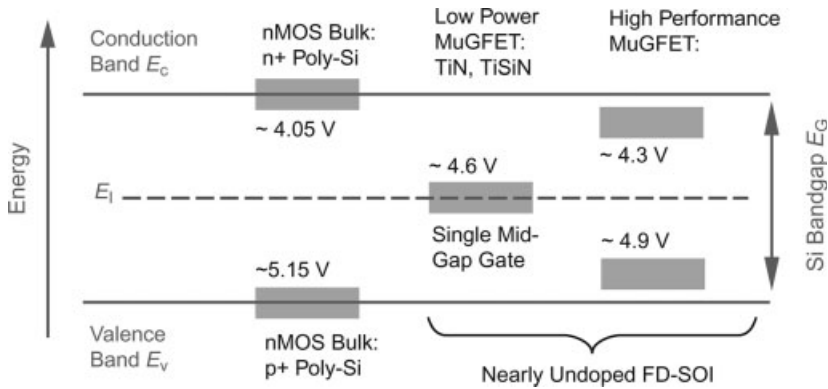 Conduction
Band Ec
nMOS Bulk:
n+ Poly-Si
Low Power
MuGFET:
TiN, TiSiN
High Performance
MuGFET:
~ 4.05 V
~ 4.3 V
~ 4.6 V
Energy
EI
Si Bandgap EG
Single Mid-
Gap Gate
~ 4.9 V
~5.15 V
Valence
Band Ev
nMOS Bulk:
p+ Poly-Si
Nearly Undoped FD-SOI